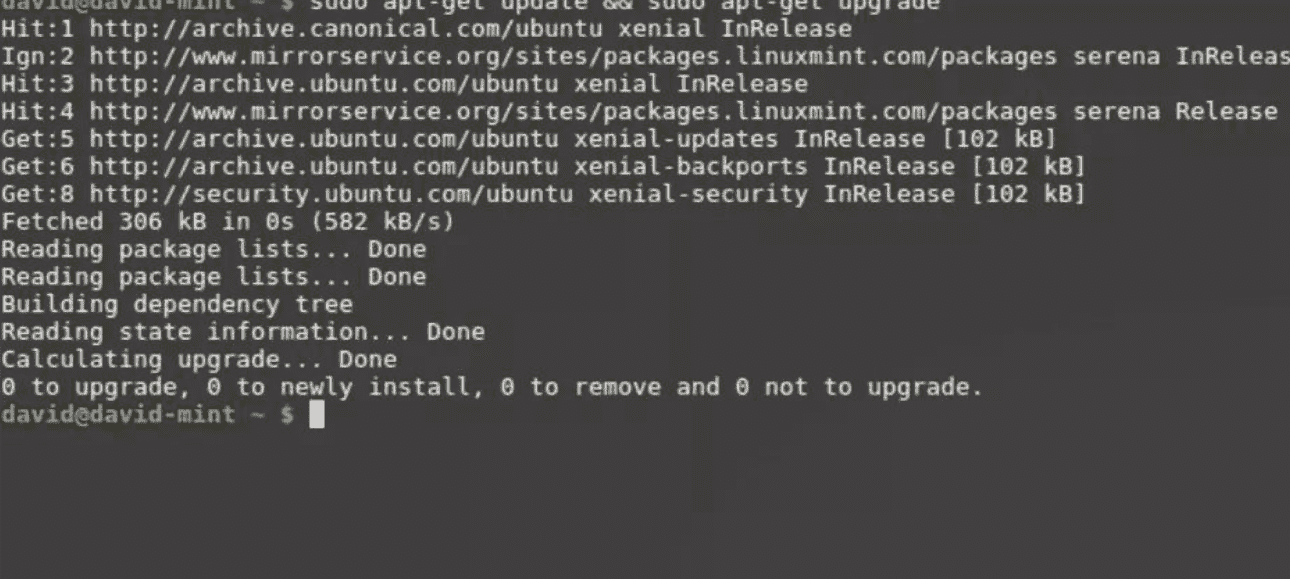 david@david-mint ~ $ sudo apt-get update && sudo apt-get upgrade
Hit:1 http://archive.canonical.com/ubuntu xenial InRelease
Ign:2 http://www.mirrorservice.org/sites/packages.linuxmint.com/packages serena InReleas
Hit:3 http://archive.ubuntu.com/ubuntu xenial InRelease
Hit:4 http://www.mirrorservice.org/sites/packages.linuxmint.com/packages serena Release
Get:5 http://archive.ubuntu.com/ubuntu xenial-updates InRelease [102 kB]
Get:6 http://archive.ubuntu.com/ubuntu xenial-backports InRelease [102 kB]
Get:8 http://security.ubuntu.com/ubuntu xenial-security InRelease [102 kB]
Fetched 306 kB in 0s (582 kB/s)
Reading package lists... Done
Reading package lists... Done
Building dependency tree
Reading state information... Done
Calculating upgrade... Done
0 to upgrade, 0 to newly install, 0 to remove and 0 not to upgrade.
david@david-mint ~ $